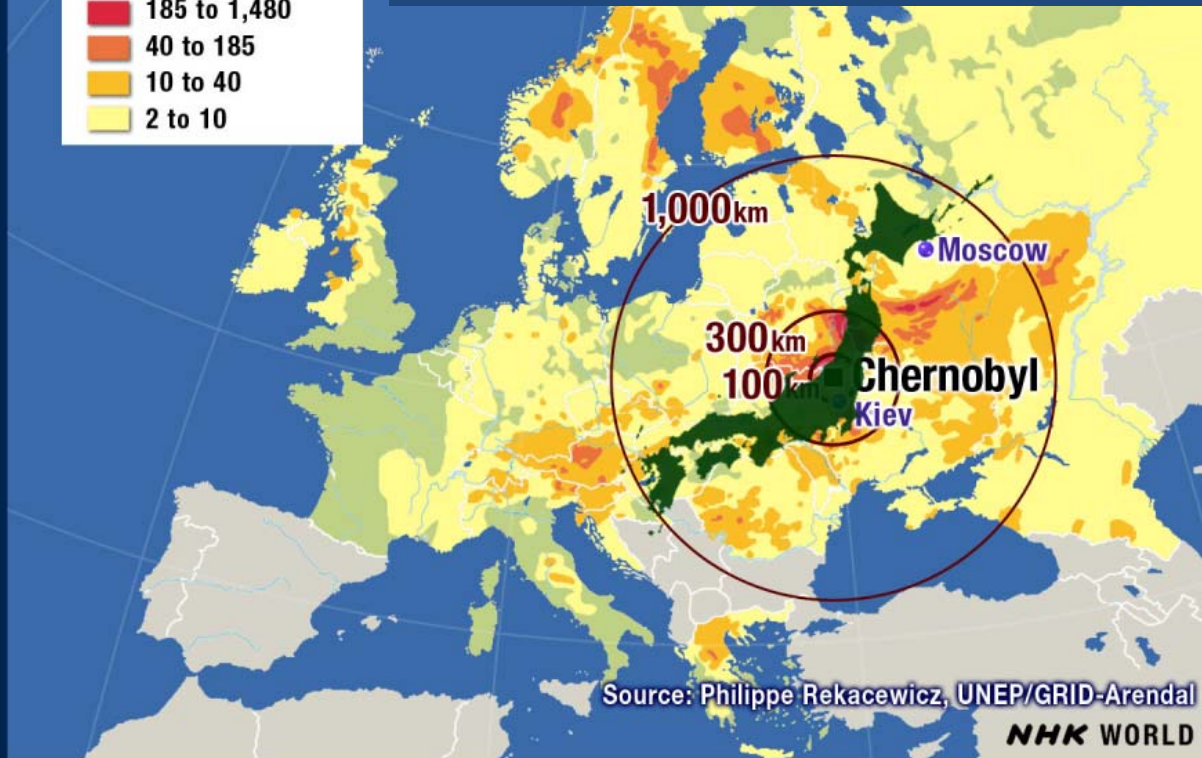 185 to 1,480
40 to 185
10 to 40
2 to 10
1,000km
Moscow
300km
100km
Chernobyl
Kiev
Source: Philippe Rekacewicz, UNEP/GRID-Arendal
NHK WORLD